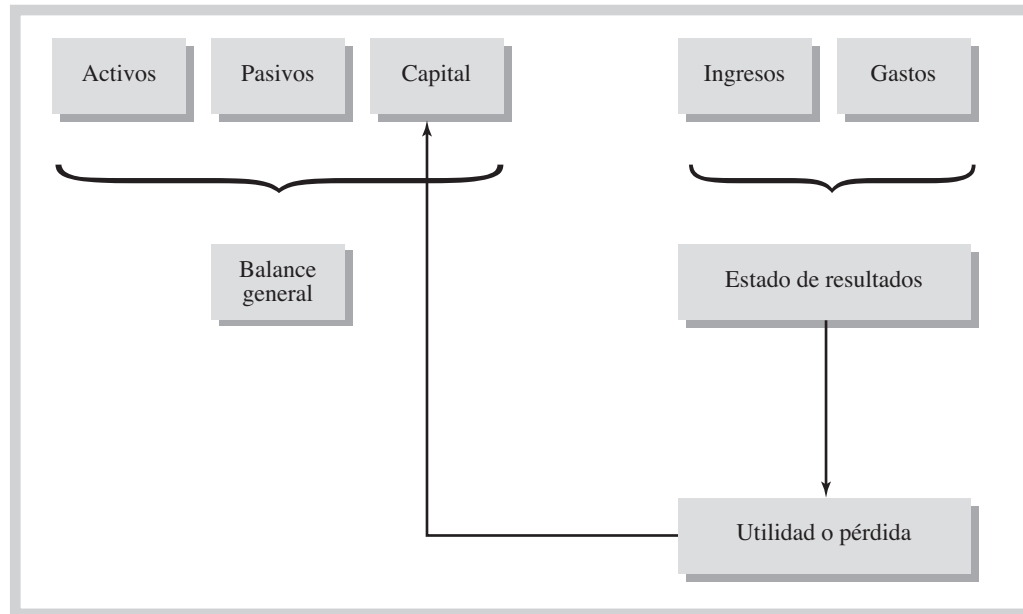 Activos
Pasivos
Capital
Ingresos
Gastos
Balance
general
Estado de resultados
Utilidad o pérdida